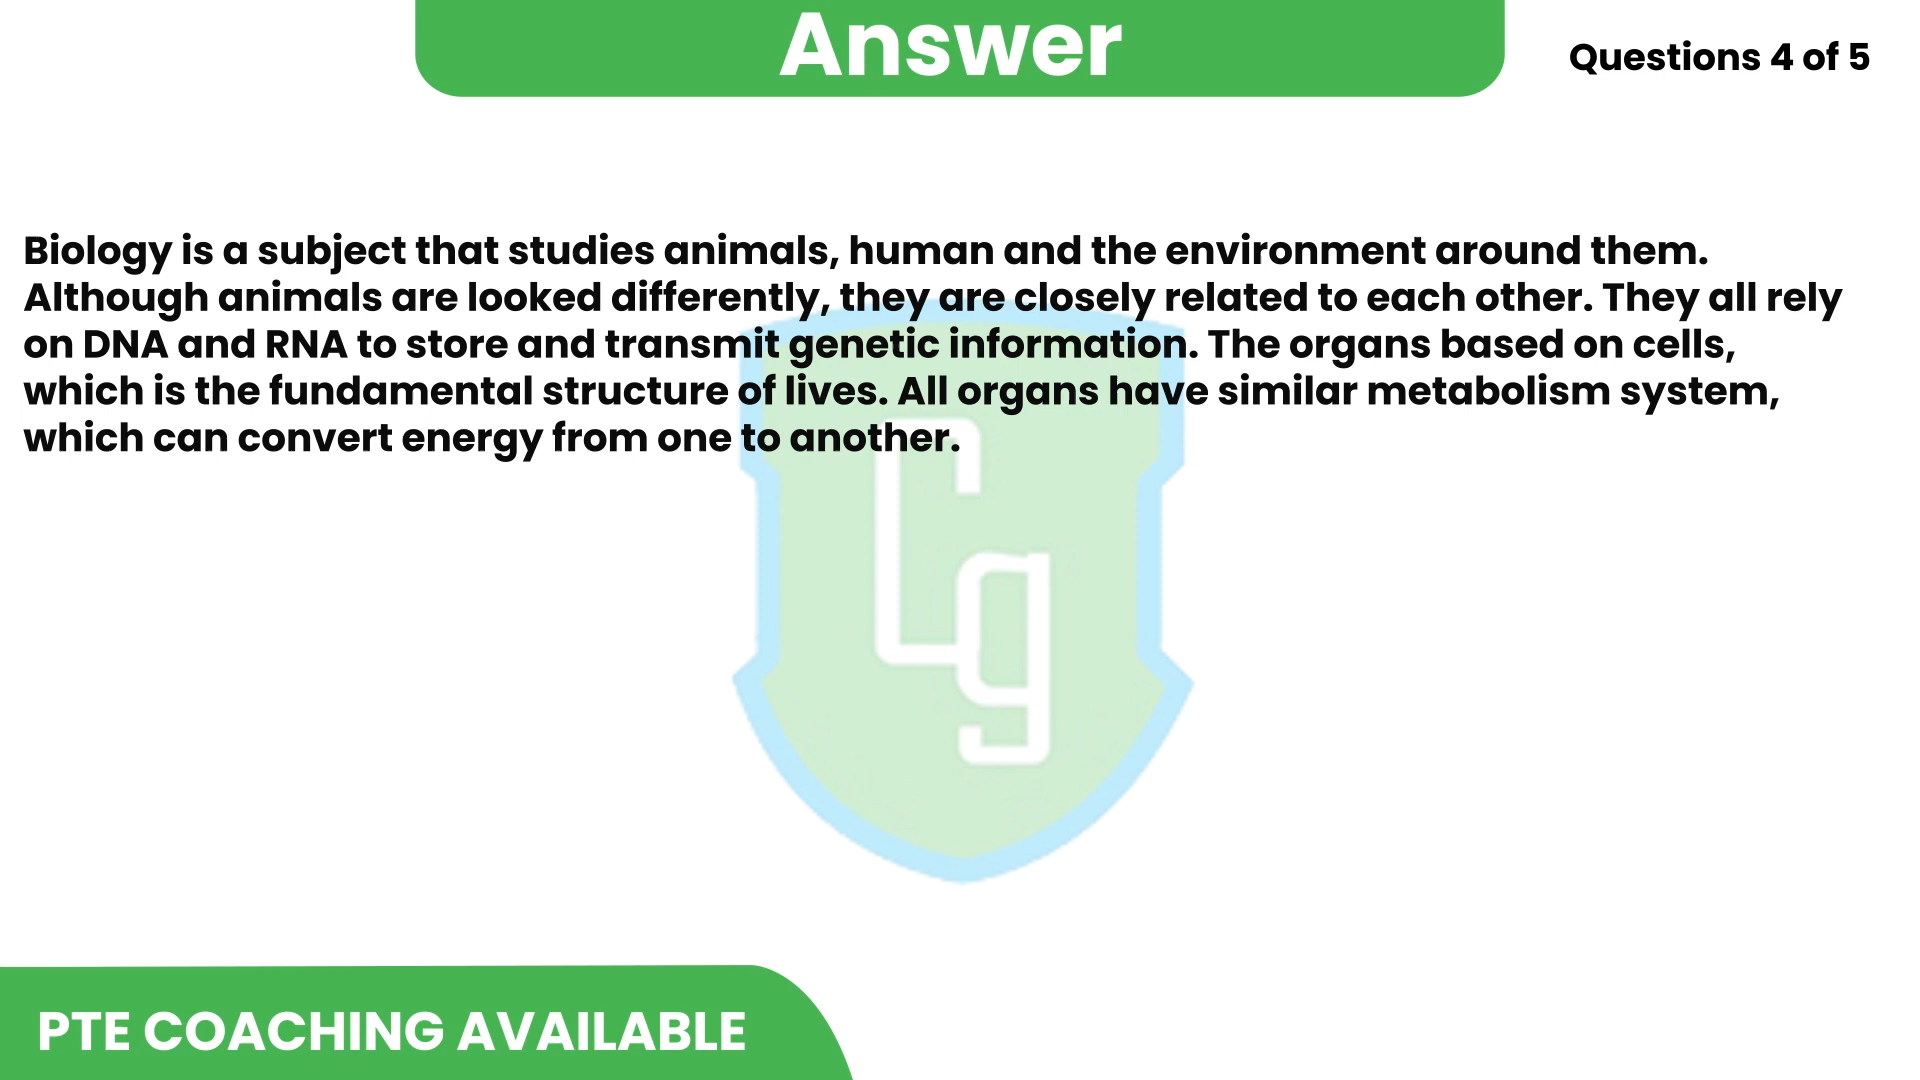 Answer
Questions 4 of 5
Biology is a subject that studies animals, human and the environment around them.
Although animals are looked differently, they are closely related to each other. They all rely
on DNA and RNA to store and transmit genetic information. The organs based on cells,
which is the fundamental structure of lives. All organs have similar metabolism system,
which can convert energy from one to another.
Cg
PTE COACHING AVAILABLE